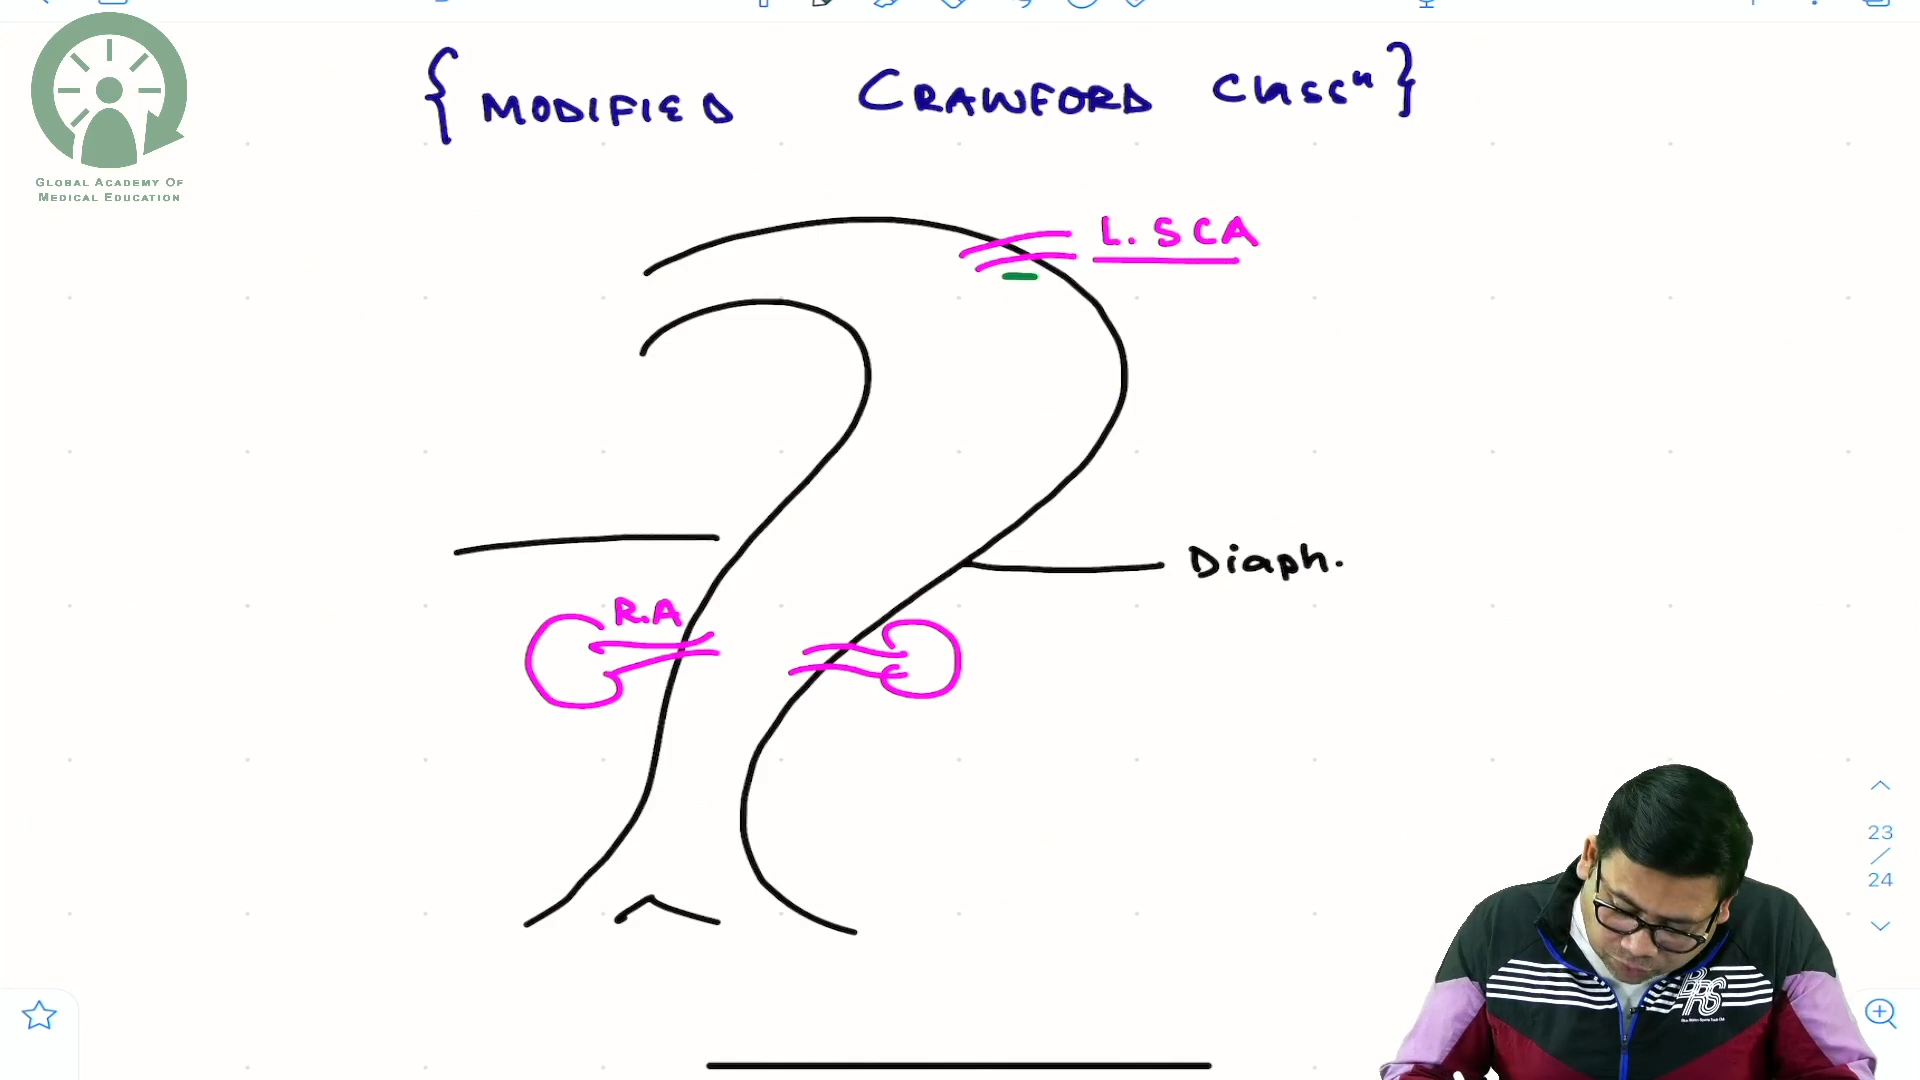 GLOBAL ACADEMY OF
MEDICAL EDUCATION
{ MODIFIED CRAWFORD Classⁿ }
L. SCA
Diaph.
R.A
23
/
24